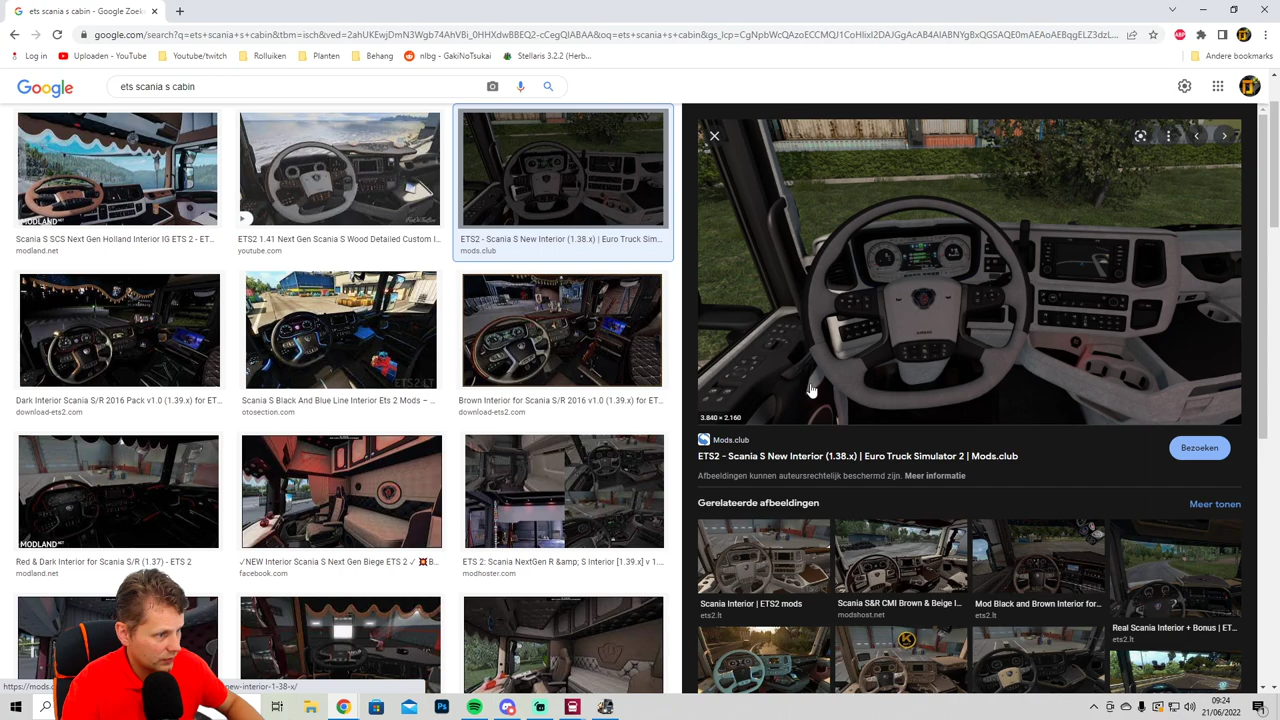 ets scania s cabin - Google Zoek
google.com/search?q=ets+scania+s+cabin&tbm=isch&ved=2ahUKEwjDmN3Wgb74AhVBi_0HHXdwBBEQ2-cCegQIABAA&oq=ets+scania+s+cabin&gs_lcp=
Log in
Uploaden - YouTube
Youtube/twitch
Rolluiken
Planten
Behang
nlbg - GakiNoTsukai
Stellaris 3.2.2 (Herb...
Andere bookmarks
Google
ets scania s cabin
MODLAND.NET
Scania S SCS Next Gen Holland Interior IG ETS 2 - ET...
modland.net
ETS2 1.41 Next Gen Scania S Wood Detailed Custom I...
youtube.com
ETS2 - Scania S New Interior (1.38.x) | Euro Truck Sim...
mods.club
Dark Interior Scania S/R 2016 Pack v1.0 (1.39.x) for ET...
download-ets2.com
ETS2.LT
Scania S Black And Blue Line Interior Ets 2 Mods – ...
otosection.com
Brown Interior for Scania S/R 2016 v1.0 (1.39.x) for ET...
download-ets2.com
MODLAND.NET
Red & Dark Interior for Scania S/R (1.37) - ETS 2
modland.net
✓NEW Interior Scania S Next Gen Biege ETS 2 ✓ 💥B...
facebook.com
ETS 2: Scania NextGen R &amp; S Interior [1.39.x] v 1....
modhoster.com
3.840 × 2.160
Mods.club
ETS2 - Scania S New Interior (1.38.x) | Euro Truck Simulator 2 | Mods.club
Bezoeken
Afbeeldingen kunnen auteursrechtelijk beschermd zijn. Meer informatie
Gerelateerde afbeeldingen
Meer tonen
Scania Interior | ETS2 mods
ets2.lt
Scania S&R CMI Brown & Beige I...
modshost.net
Mod Black and Brown Interior for...
ets2.lt
Real Scania Interior + Bonus | ET...
ets2.lt
https://mods.
new-interior-1-38-x/
09:24
21/06/2022